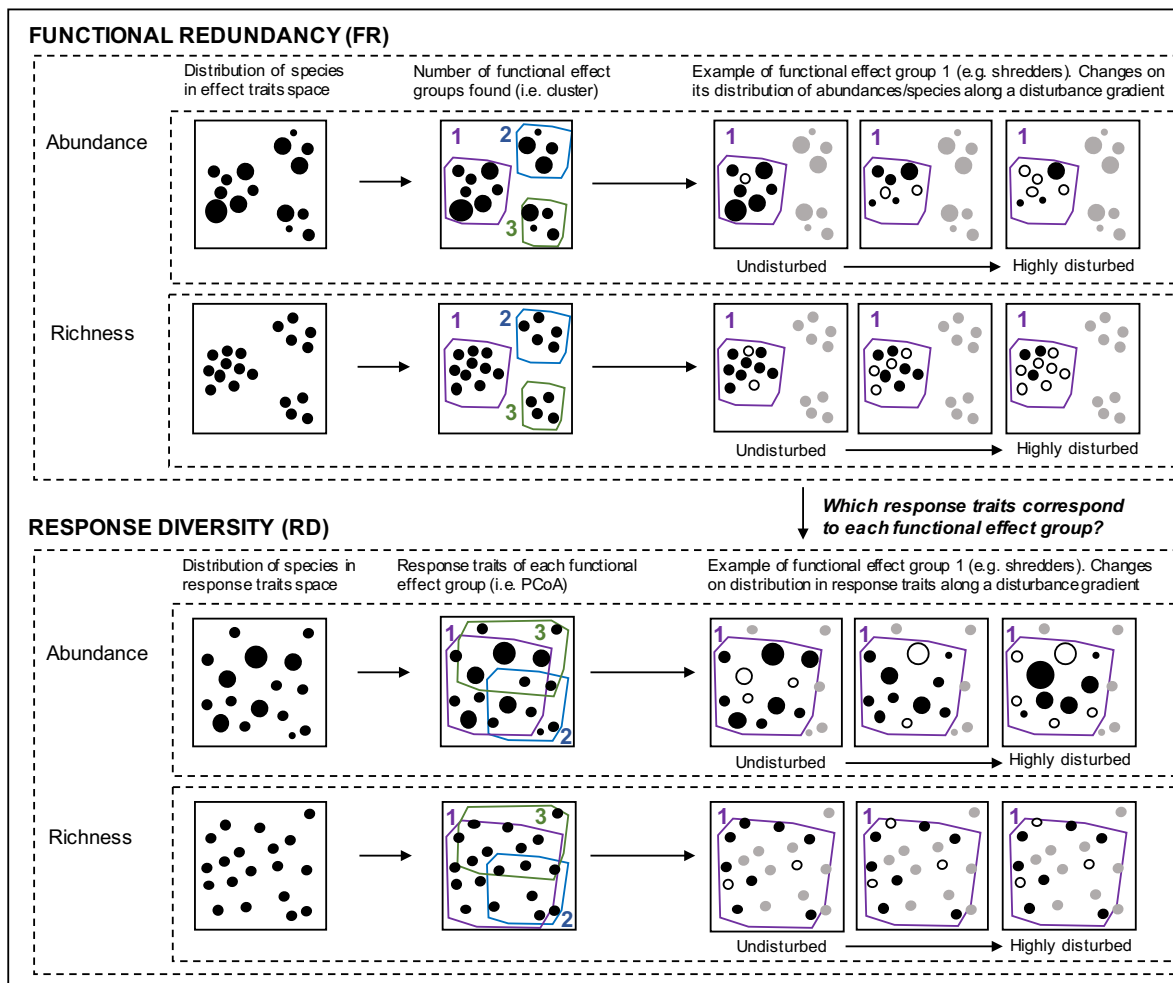 FUNCTIONAL REDUNDANCY (FR)
Distribution of species
in effect traits space
Number of functional effect
groups found (i.e. cluster)
Example of functional effect group 1 (e.g. shredders). Changes on
its distribution of abundances/species along a disturbance gradient
Abundance
1
2
3
1
1
1
Undisturbed
Highly disturbed
Richness
1
2
3
1
1
1
Undisturbed
Highly disturbed
Which response traits correspond
to each functional effect group?
RESPONSE DIVERSITY (RD)
Distribution of species in
response traits space
Response traits of each functional
effect group (i.e. PCoA)
Example of functional effect group 1 (e.g. shredders). Changes
on distribution in response traits along a disturbance gradient
Abundance
1
3
2
1
1
1
Undisturbed
Highly disturbed
Richness
1
3
2
1
1
1
Undisturbed
Highly disturbed